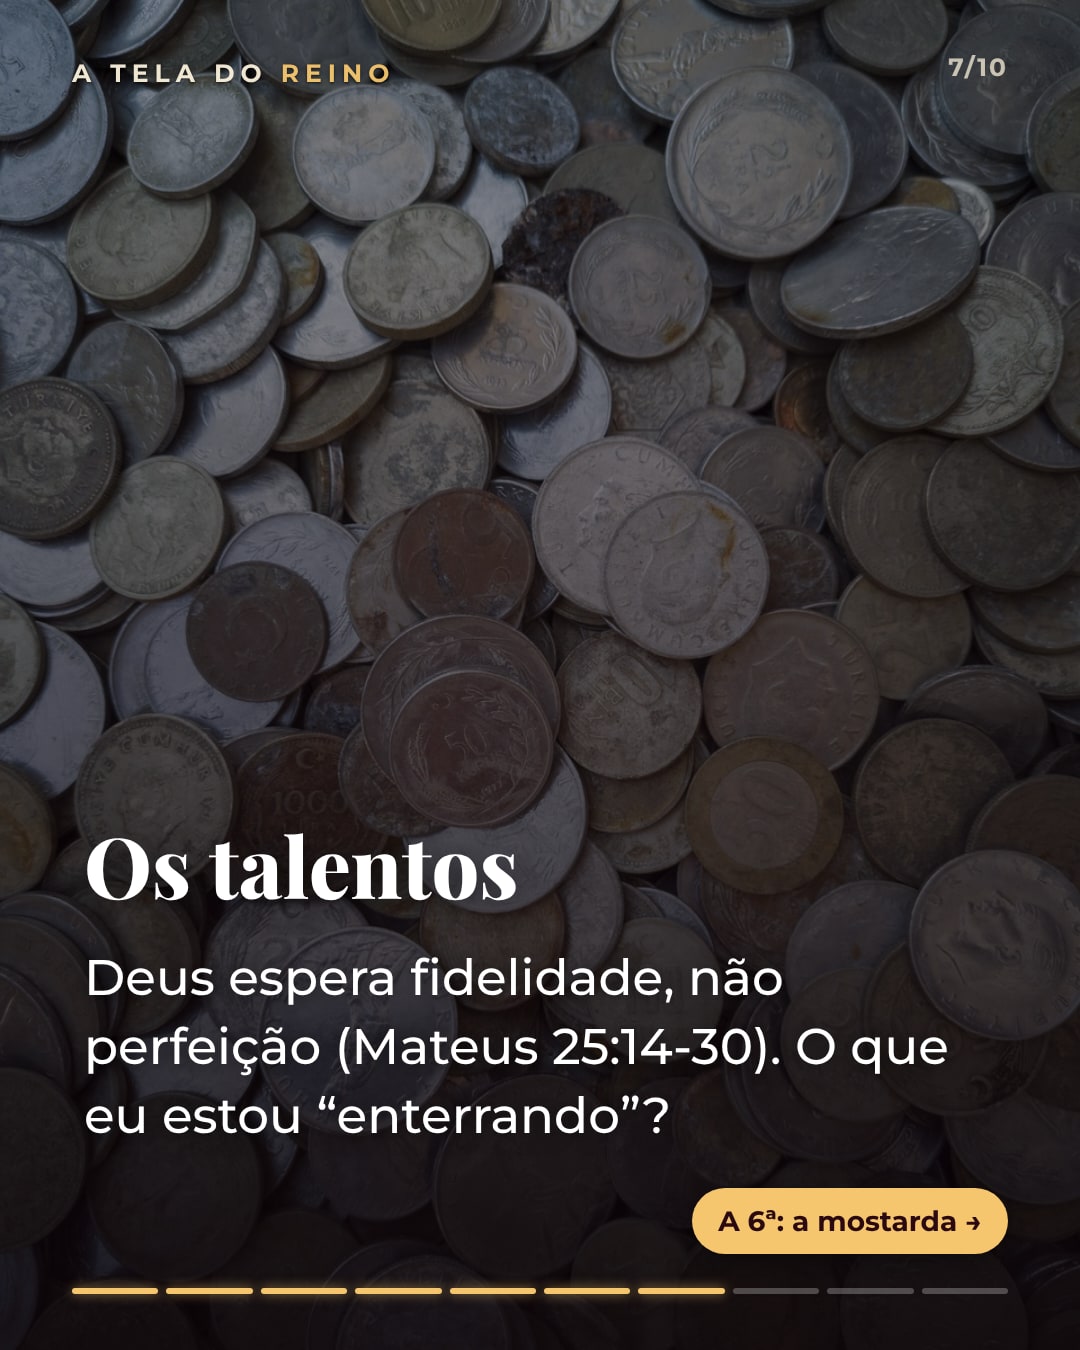 A TELA DO REINO
7/10
Os talentos
Deus espera fidelidade, não
perfeição (Mateus 25:14-30). O que
eu estou “enterrando”?
A 6ª: a mostarda →